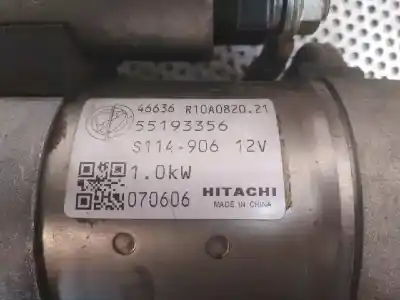 46636 R10A0820.21
55193356
S114-906 12V
1.0kW
070606 HITACHI
MADE IN CHINA